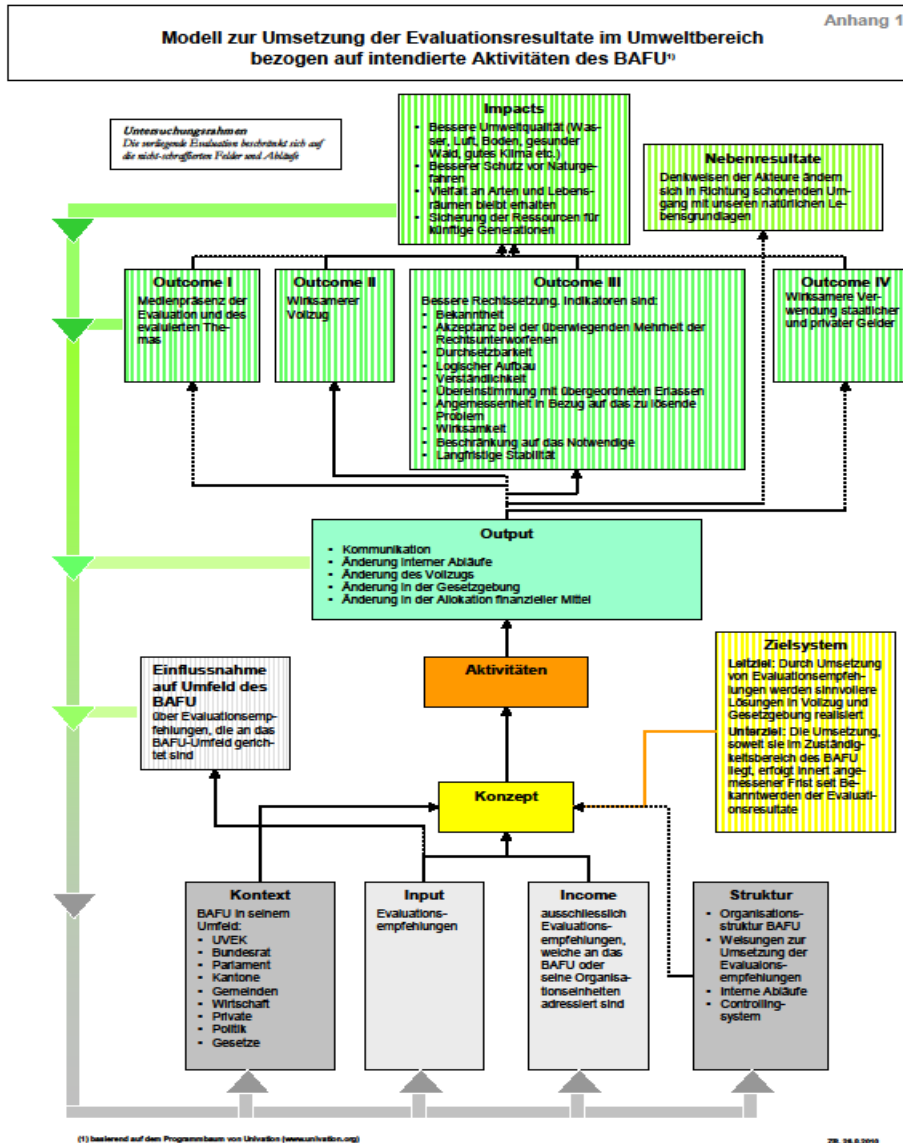 Anhang 1
Modell zur Umsetzung der Evaluationsresultate im Umweltbereich
bezogen auf intendierte Aktivitäten des BAFU¹⁾
Untersuchungsrahmen
Die vorliegende Evaluation beschränkt sich auf
die nicht-schraffierten Felder und Abläufe
Impacts
• Bessere Umweltqualität (Was-
ser, Luft, Boden, gesunder
Wald, gutes Klima etc.)
• Besserer Schutz vor Naturge-
fahren
• Vielfalt an Arten und Lebens-
räumen bleibt erhalten
• Sicherung der Ressourcen für
künftige Generationen
Nebenresultate
Denkweisen der Akteure ändern
sich in Richtung schonenden Um-
gang mit unseren natürlichen Le-
bensgrundlagen
Outcome I
Medienpräsenz der
Evaluation und des
evaluierten The-
mas
Outcome II
Wirksamerer
Vollzug
Outcome III
Bessere Rechtssetzung. Indikatoren sind:
• Bekanntheit
• Akzeptanz bei der überwiegenden Mehrheit der
Rechtsunterworfenen
• Durchsetzbarkeit
• Logischer Aufbau
• Verständlichkeit
• Übereinstimmung mit übergeordneten Erlassen
• Angemessenheit in Bezug auf das zu lösende
Problem
• Wirksamkeit
• Beschränkung auf das Notwendige
• Langfristige Stabilität
Outcome IV
Wirksamere Ver-
wendung staatlicher
und privater Gelder
Output
• Kommunikation
• Änderung interner Abläufe
• Änderung des Vollzugs
• Änderung in der Gesetzgebung
• Änderung in der Allokation finanzieller Mittel
Einflussnahme
auf Umfeld des
BAFU
über Evaluationsemp-
fehlungen, die an das
BAFU-Umfeld gerich-
tet sind
Aktivitäten
Zielsystem
Leitziel: Durch Umsetzung
von Evaluationsempfeh-
lungen werden sinnvollere
Lösungen in Vollzug und
Gesetzgebung realisiert
Unterziel: Die Umsetzung,
soweit sie im Zuständig-
keitsbereich des BAFU
liegt, erfolgt innert ange-
messener Frist seit Be-
kanntwerden der Evaluati-
onsresultate
Konzept
Kontext
BAFU in seinem
Umfeld:
• UVEK
• Bundesrat
• Parlament
• Kantone
• Gemeinden
• Wirtschaft
• Private
• Politik
• Gesetze
Input
Evaluations-
empfehlungen
Income
ausschliesslich
Evaluations-
empfehlungen,
welche an das
BAFU oder
seine Organisa-
tionseinheiten
adressiert sind
Struktur
• Organisations-
struktur BAFU
• Weisungen zur
Umsetzung der
Evaluaions-
empfehlungen
• Interne Abläufe
• Controlling-
system
(1) basierend auf dem Programmbaum von Univation (www.univation.org)